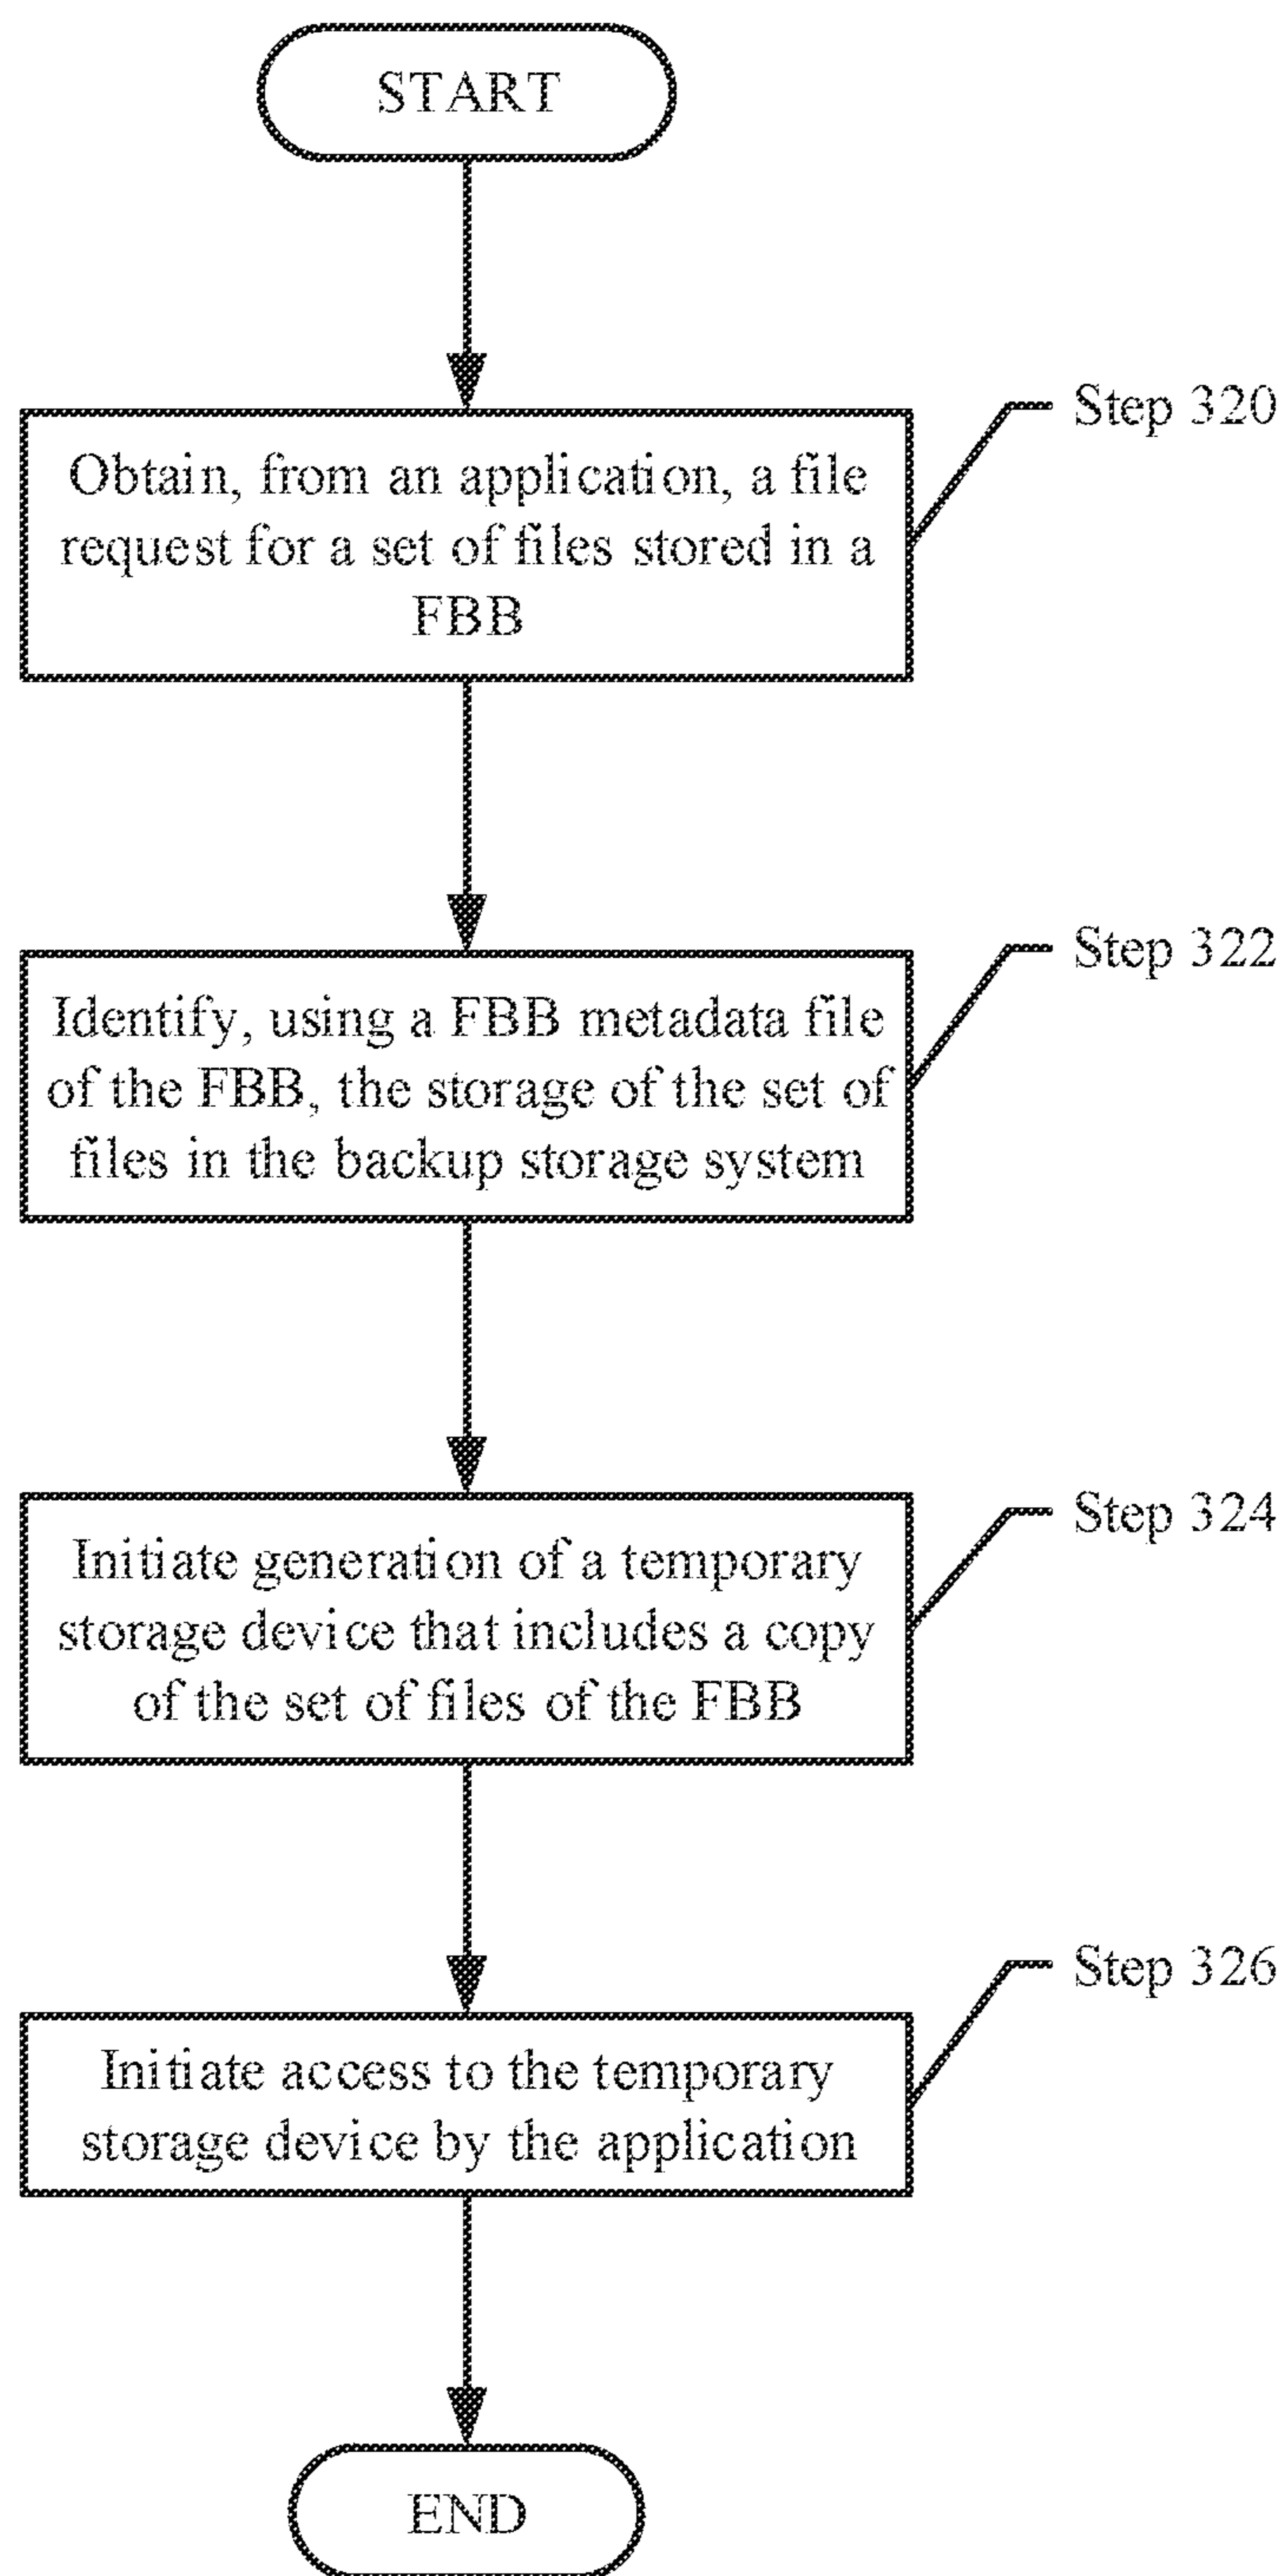 START
Step 320
Obtain, from an application, a file
request for a set of files stored in a
FBB
Step 322
Identify, using a FBB metadata file
of the FBB, the storage of the set of
files in the backup storage system
Step 324
Initiate generation of a temporary
storage device that includes a copy
of the set of files of the FBB
Step 326
Initiate access to the temporary
storage device by the application
END